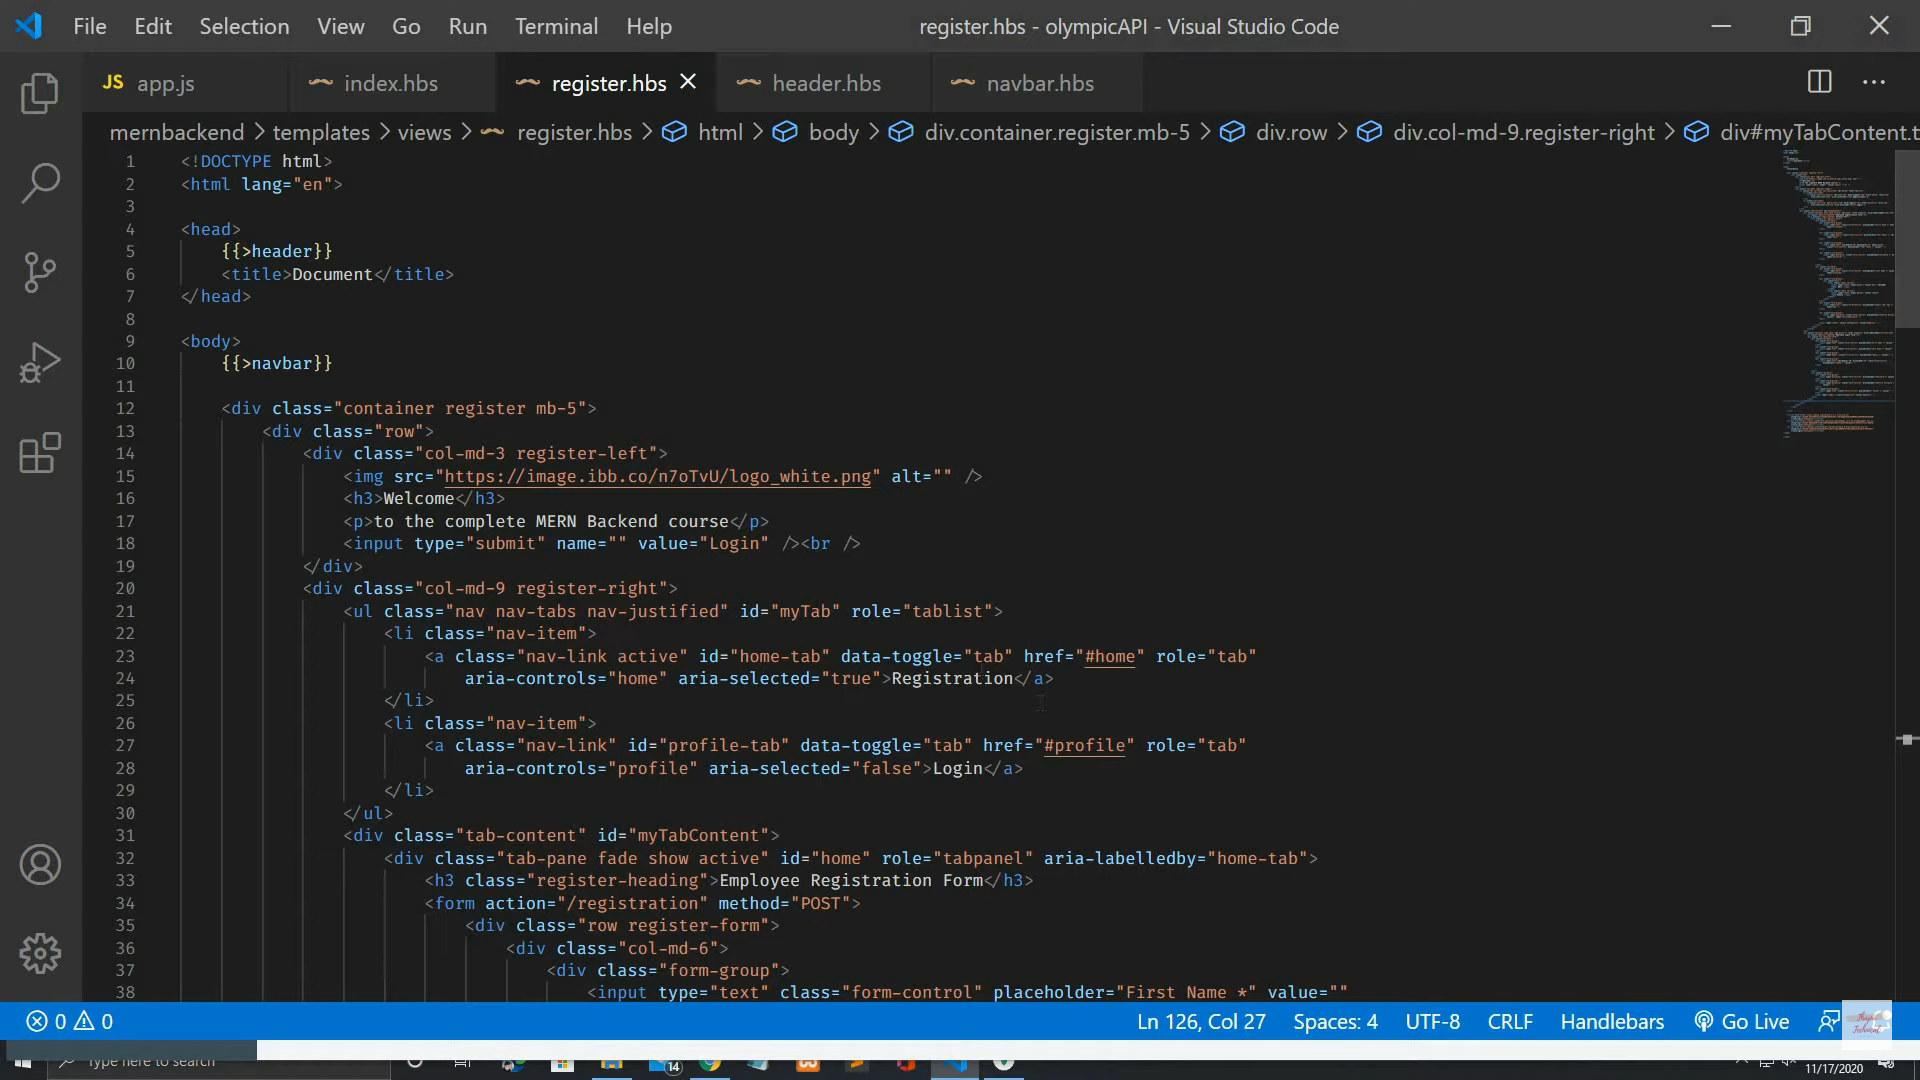 File Edit Selection View Go Run Terminal Help register.hbs - olympicAPI - Visual Studio Code
JS app.js index.hbs register.hbs header.hbs navbar.hbs
mernbackend > templates > views > register.hbs > html > body > div.container.register.mb-5 > div.row > div.col-md-9.register-right > div#myTabContent.t
1 <!DOCTYPE html>
2 <html lang="en">
3
4 <head>
5 {{>header}}
6 <title>Document</title>
7 </head>
8
9 <body>
10 {{>navbar}}
11
12 <div class="container register mb-5">
13 <div class="row">
14 <div class="col-md-3 register-left">
15 <img src="https://image.ibb.co/n7oTvU/logo_white.png" alt="" />
16 <h3>Welcome</h3>
17 <p>to the complete MERN Backend course</p>
18 <input type="submit" name="" value="Login" /><br />
19 </div>
20 <div class="col-md-9 register-right">
21 <ul class="nav nav-tabs nav-justified" id="myTab" role="tablist">
22 <li class="nav-item">
23 <a class="nav-link active" id="home-tab" data-toggle="tab" href="#home" role="tab"
24 aria-controls="home" aria-selected="true">Registration</a>
25 </li>
26 <li class="nav-item">
27 <a class="nav-link" id="profile-tab" data-toggle="tab" href="#profile" role="tab"
28 aria-controls="profile" aria-selected="false">Login</a>
29 </li>
30 </ul>
31 <div class="tab-content" id="myTabContent">
32 <div class="tab-pane fade show active" id="home" role="tabpanel" aria-labelledby="home-tab">
33 <h3 class="register-heading">Employee Registration Form</h3>
34 <form action="/registration" method="POST">
35 <div class="row register-form">
36 <div class="col-md-6">
37 <div class="form-group">
38 <input type="text" class="form-control" placeholder="First Name *" value=""
0 0 Ln 126, Col 27 Spaces: 4 UTF-8 CRLF Handlebars Go Live
Type here to search 14 11/17/2020